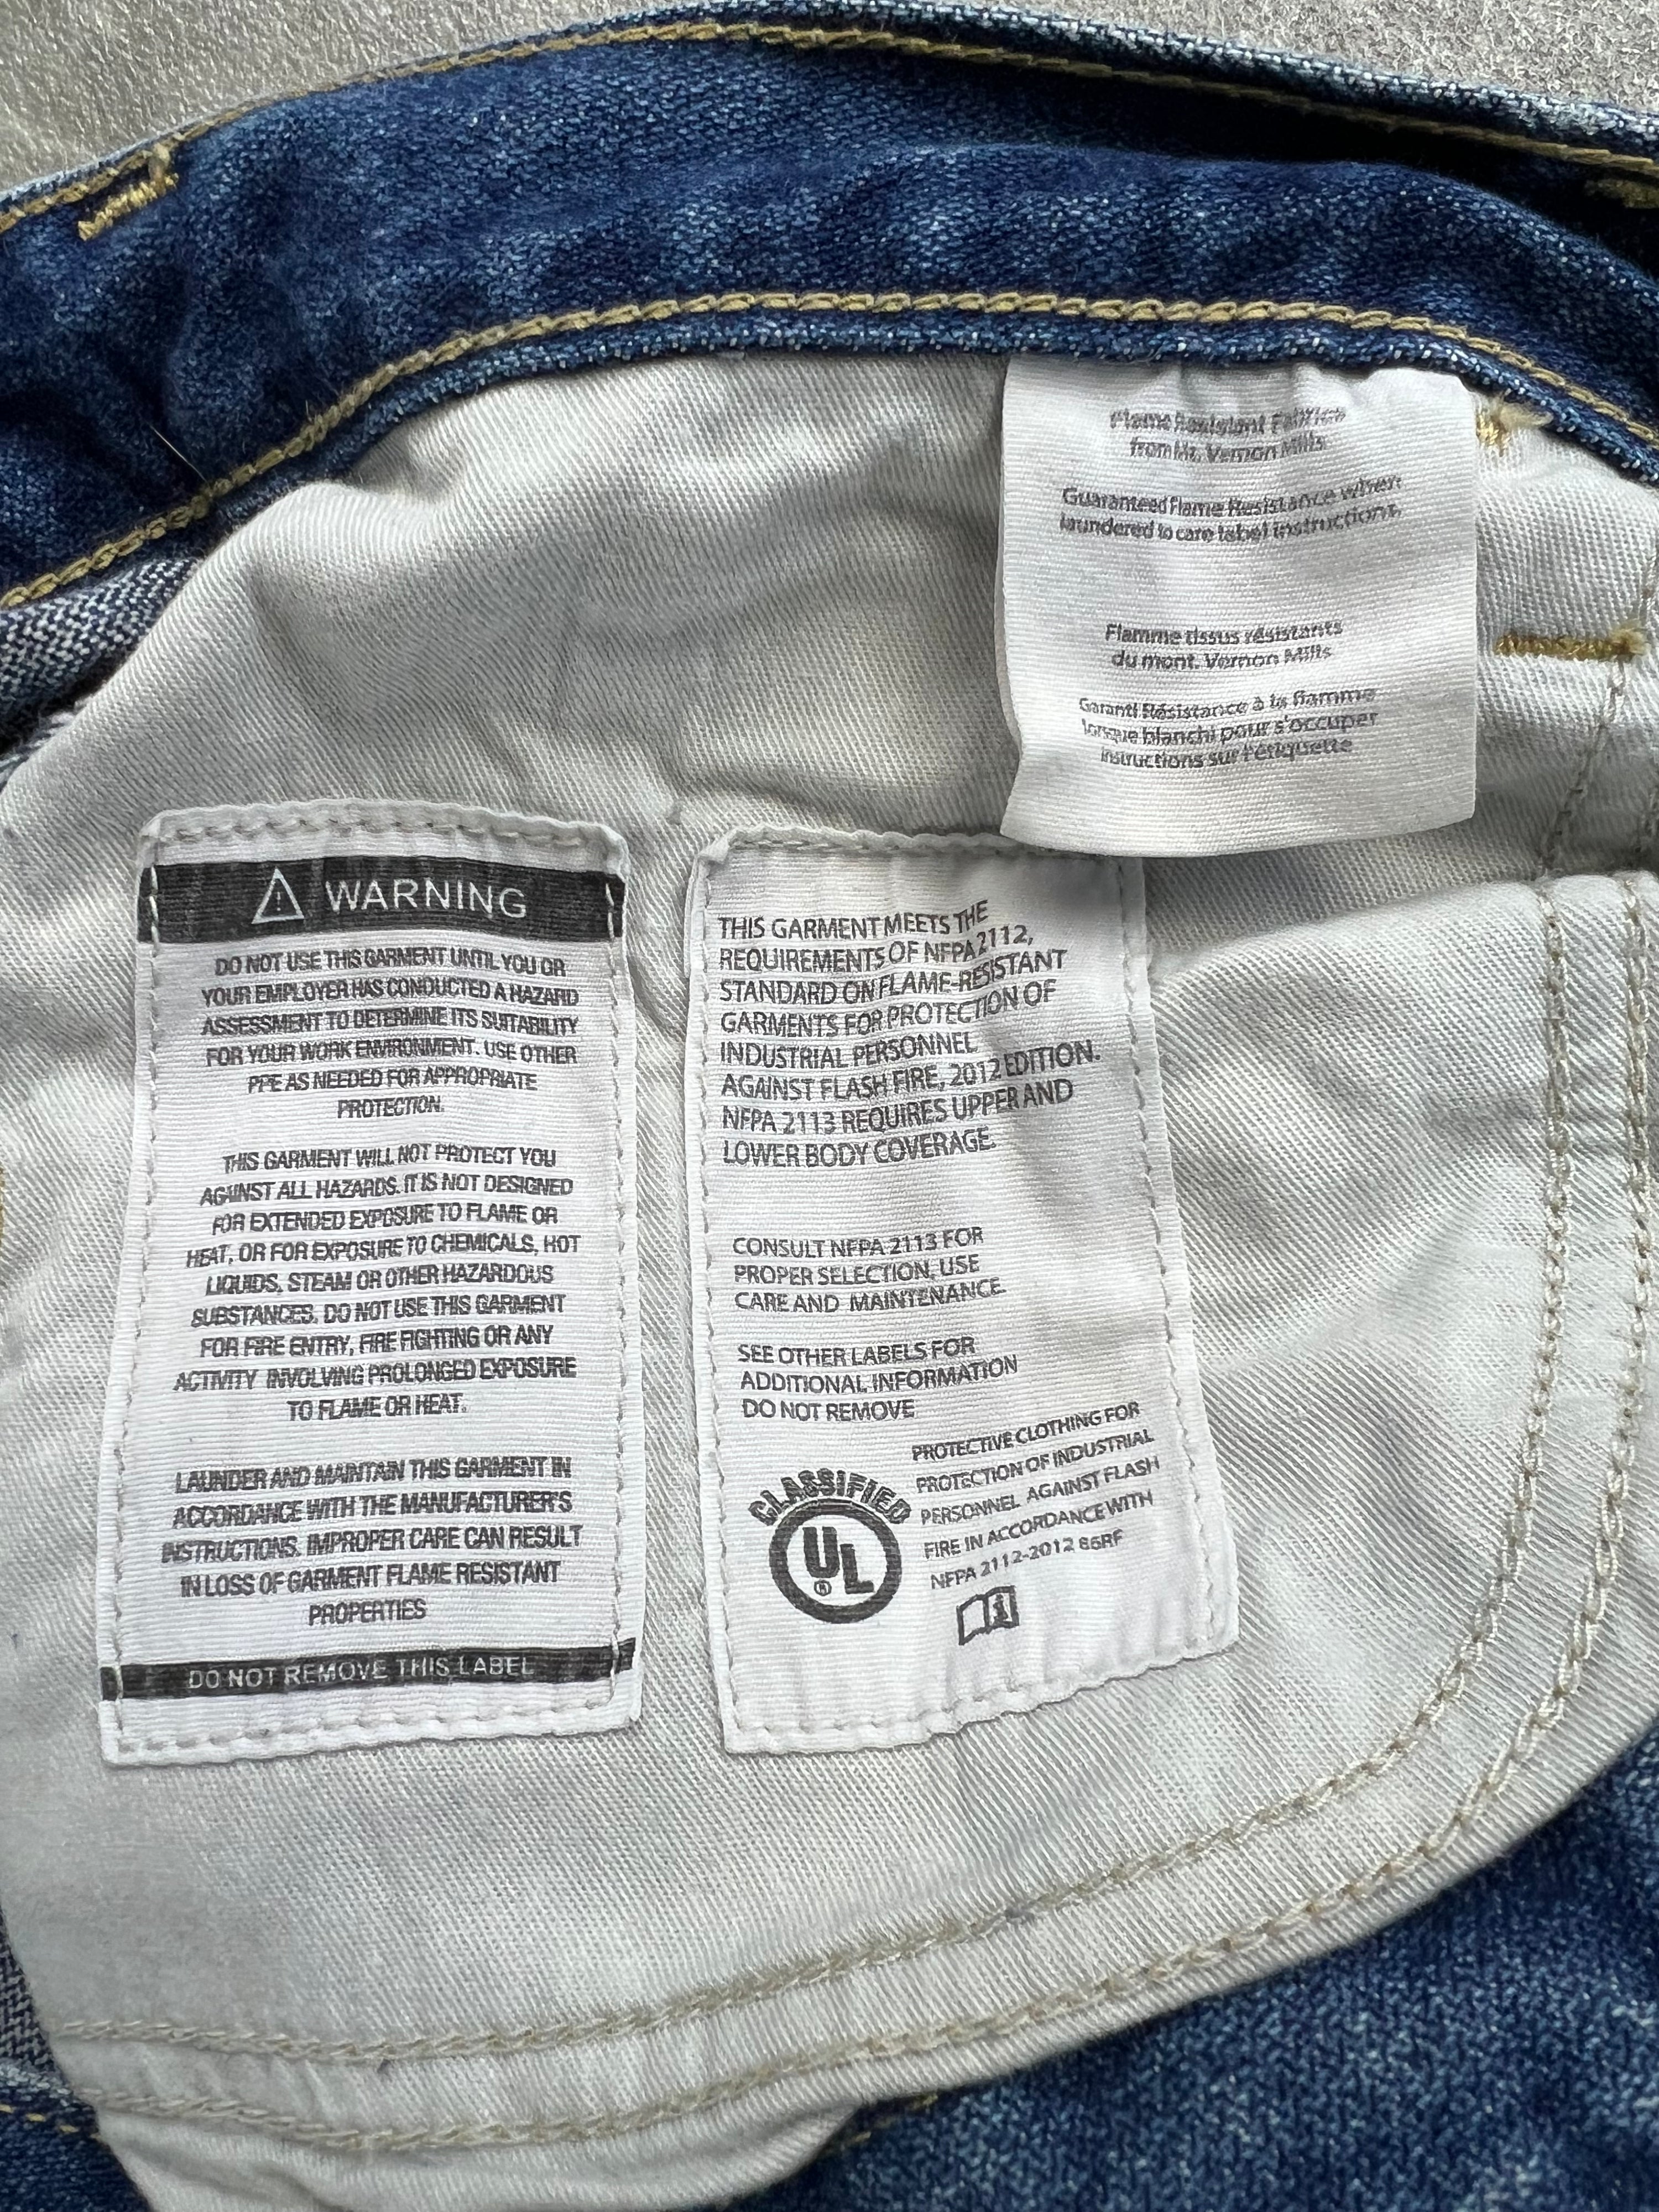 Flame Resistant Fabrics
from Mt. Vernon Mills
Guaranteed Flame Resistance when
laundered to care label instructions.
Flamme tissus résistants
du mont. Vernon Mills
Garanti Résistance à la flamme
lorsque blanchi pour s'occuper
instructions sur l'étiquette
WARNING
DO NOT USE THIS GARMENT UNTIL YOU OR
YOUR EMPLOYER HAS CONDUCTED A HAZARD
ASSESSMENT TO DETERMINE ITS SUITABILITY
FOR YOUR WORK ENVIRONMENT. USE OTHER
PPE AS NEEDED FOR APPROPRIATE
PROTECTION.
THIS GARMENT WILL NOT PROTECT YOU
AGAINST ALL HAZARDS. IT IS NOT DESIGNED
FOR EXTENDED EXPOSURE TO FLAME OR
HEAT, OR FOR EXPOSURE TO CHEMICALS, HOT
LIQUIDS, STEAM OR OTHER HAZARDOUS
SUBSTANCES. DO NOT USE THIS GARMENT
FOR FIRE ENTRY, FIRE FIGHTING OR ANY
ACTIVITY INVOLVING PROLONGED EXPOSURE
TO FLAME OR HEAT.
LAUNDER AND MAINTAIN THIS GARMENT IN
ACCORDANCE WITH THE MANUFACTURER'S
INSTRUCTIONS. IMPROPER CARE CAN RESULT
IN LOSS OF GARMENT FLAME RESISTANT
PROPERTIES
DO NOT REMOVE THIS LABEL
THIS GARMENT MEETS THE
REQUIREMENTS OF NFPA 2112,
STANDARD ON FLAME-RESISTANT
GARMENTS FOR PROTECTION OF
INDUSTRIAL PERSONNEL
AGAINST FLASH FIRE, 2012 EDITION.
NFPA 2113 REQUIRES UPPER AND
LOWER BODY COVERAGE.
CONSULT NFPA 2113 FOR
PROPER SELECTION, USE
CARE AND MAINTENANCE
SEE OTHER LABELS FOR
ADDITIONAL INFORMATION
DO NOT REMOVE
CLASSIFIED
UL
®
PROTECTIVE CLOTHING FOR
PROTECTION OF INDUSTRIAL
PERSONNEL AGAINST FLASH
FIRE IN ACCORDANCE WITH
NFPA 2112-2012 86RF